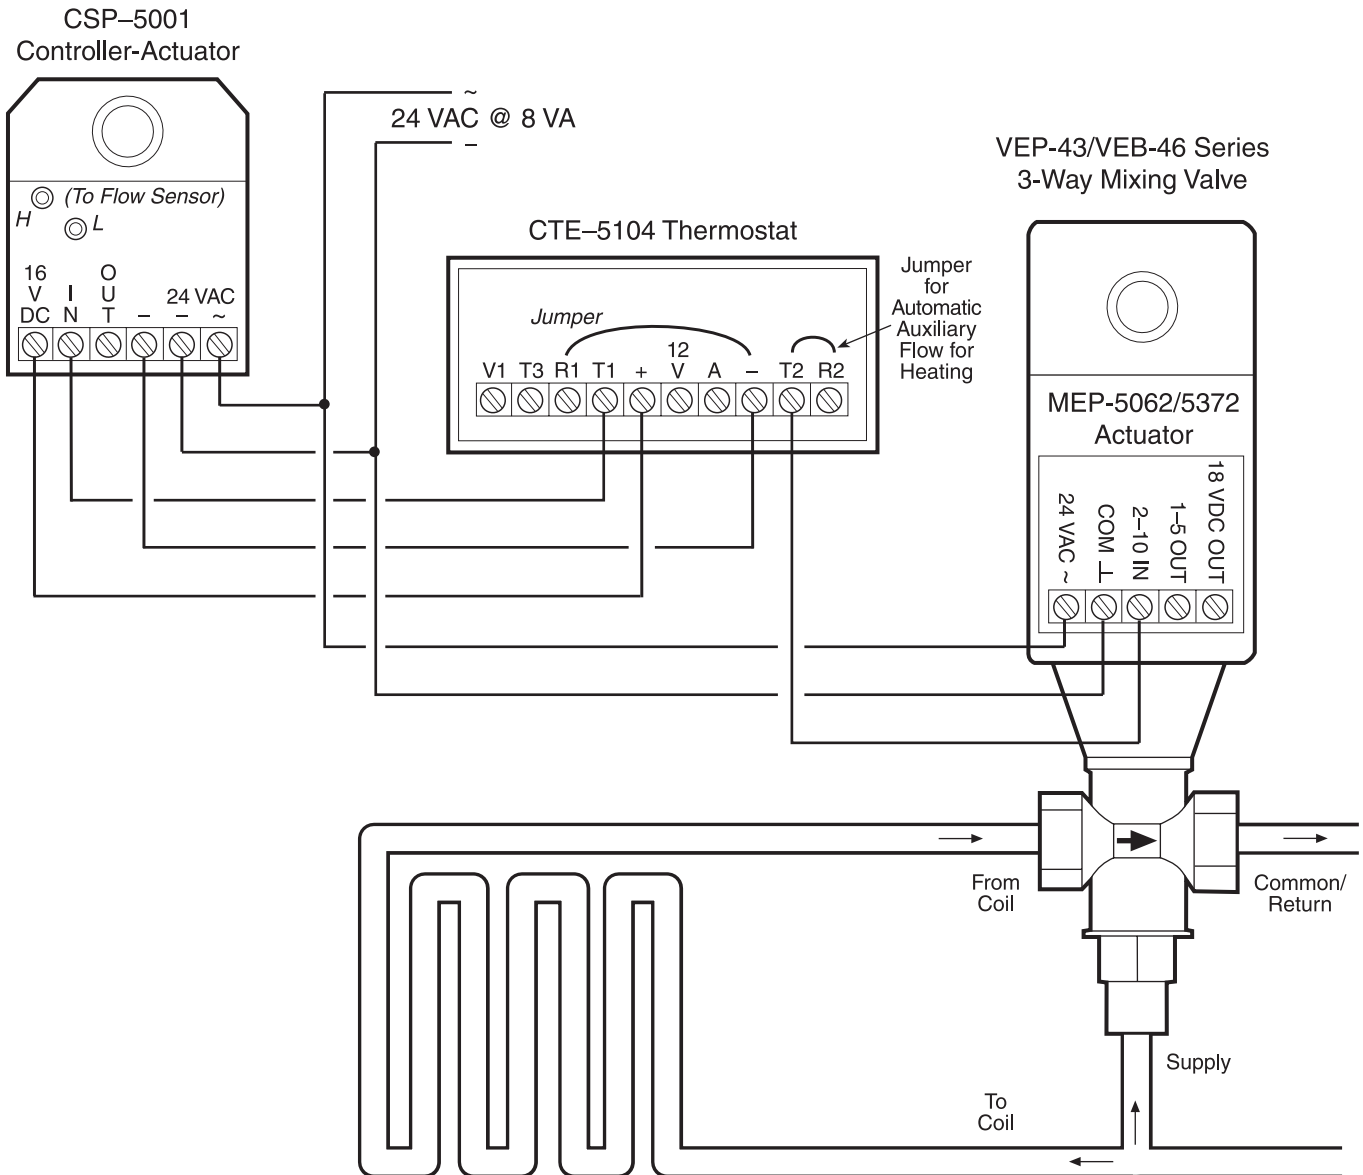 CSP–5001
Controller-Actuator
~
24 VAC @ 8 VA
–
(To Flow Sensor)
H
L
16
V
DC
I
N
O
U
T
–
24 VAC
–
~
CTE–5104 Thermostat
Jumper
V1 T3 R1 T1 + 12 V A – T2 R2
Jumper
for
Automatic
Auxiliary
Flow for
Heating
VEP-43/VEB-46 Series
3-Way Mixing Valve
MEP-5062/5372
Actuator
24 VAC ~
COM ⊥
2–10 IN
1–5 OUT
18 VDC OUT
From
Coil
Common/
Return
Supply
To
Coil